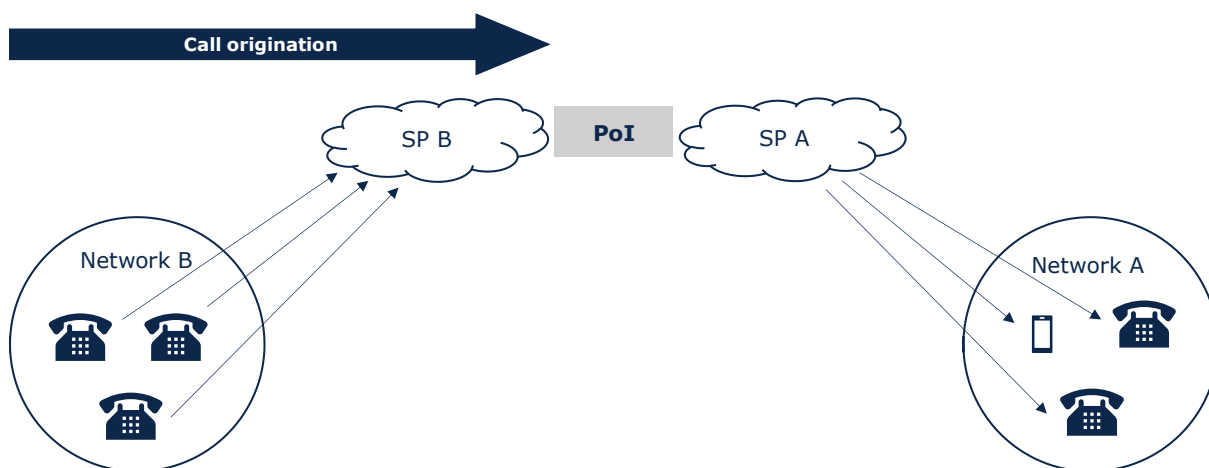 Call origination
SP B
PoI
SP A
Network B
Network A